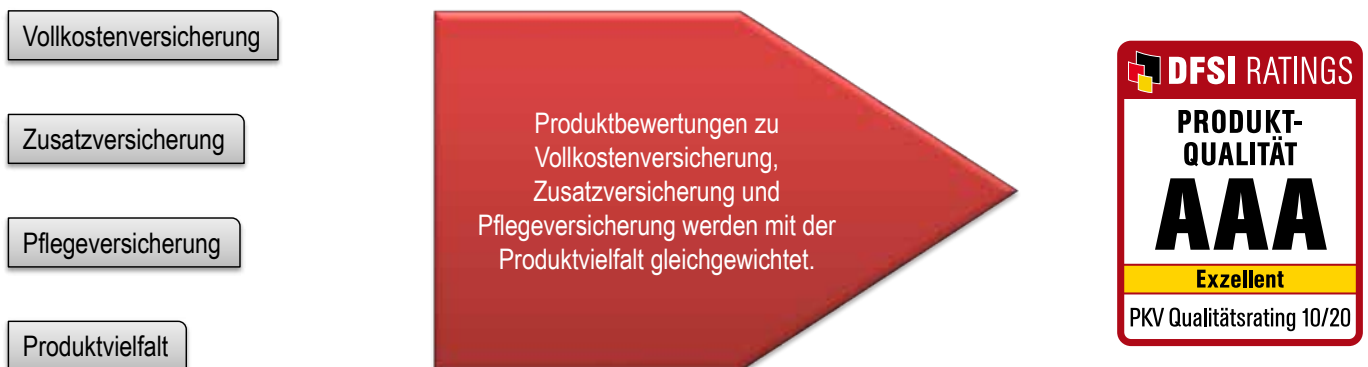 Vollkostenversicherung
Zusatzversicherung
Pflegeversicherung
Produktvielfalt
Produktbewertungen zu
Vollkostenversicherung,
Zusatzversicherung und
Pflegeversicherung werden mit der
Produktvielfalt gleichgewichtet.
DFSI RATINGS
PRODUKT-
QUALITÄT
AAA
Exzellent
PKV Qualitätsrating 10/20